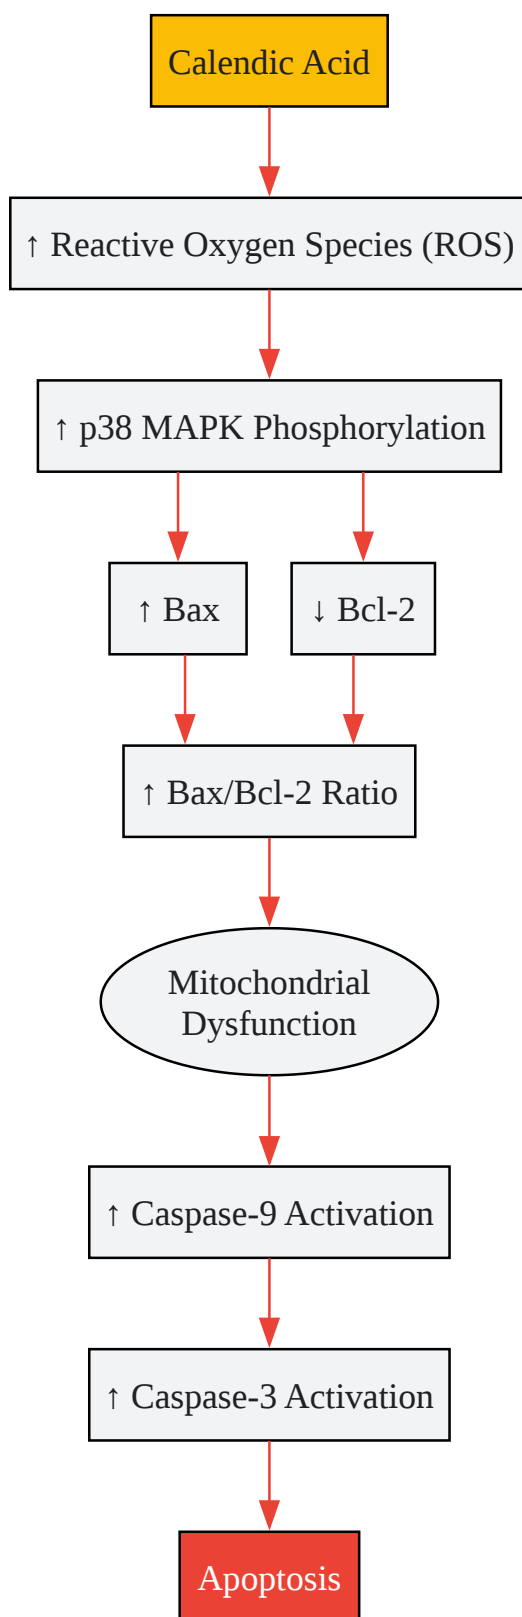 Calendic Acid
↑ Reactive Oxygen Species (ROS)
↑ p38 MAPK Phosphorylation
↑ Bax
↓ Bcl-2
↑ Bax/Bcl-2 Ratio
Mitochondrial
Dysfunction
↑ Caspase-9 Activation
↑ Caspase-3 Activation
Apoptosis